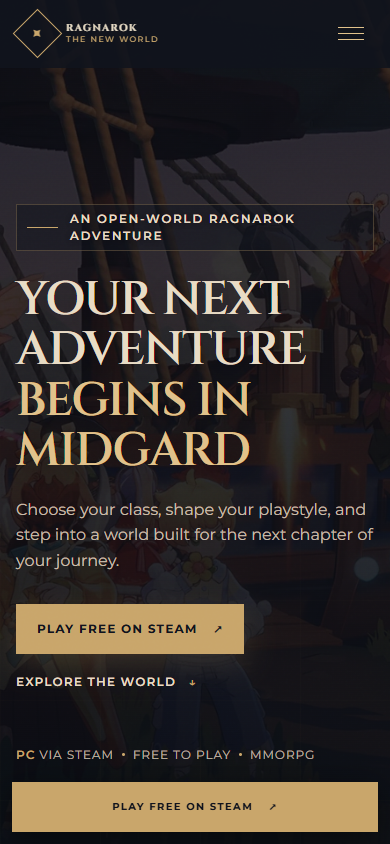 RAGNAROK
THE NEW WORLD
AN OPEN-WORLD RAGNAROK
ADVENTURE
YOUR NEXT
ADVENTURE
BEGINS IN
MIDGARD
Choose your class, shape your playstyle, and
step into a world built for the next chapter of
your journey.
PLAY FREE ON STEAM ↗
EXPLORE THE WORLD ↓
PC VIA STEAM • FREE TO PLAY • MMORPG
PLAY FREE ON STEAM ↗